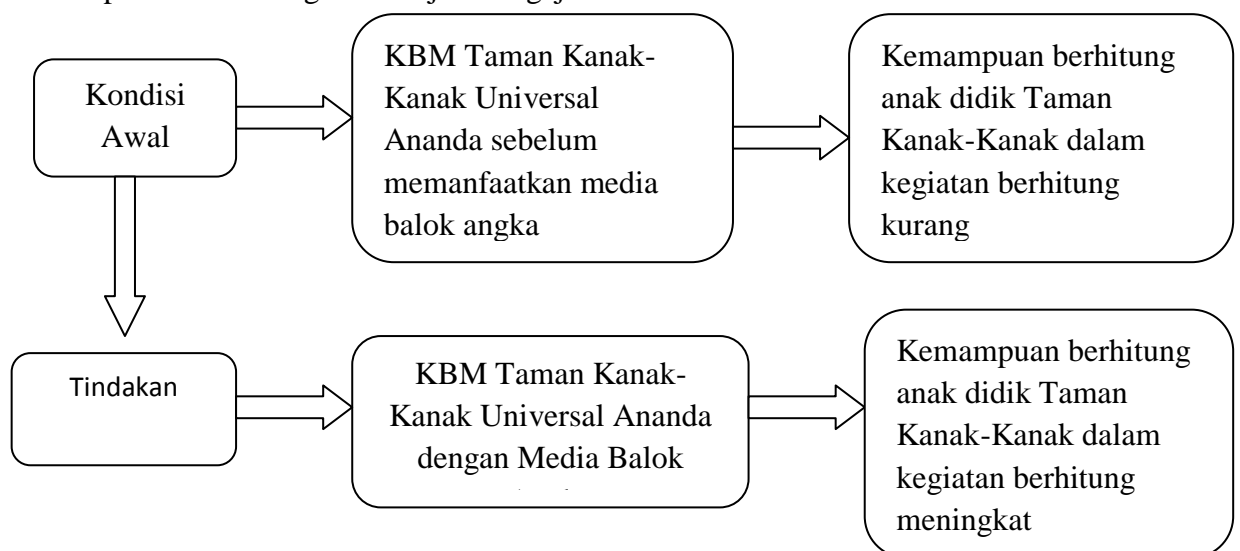 Kondisi
Awal
KBM Taman Kanak-
Kanak Universal
Ananda sebelum
memanfaatkan media
balok angka
Kemampuan berhitung
anak didik Taman
Kanak-Kanak dalam
kegiatan berhitung
kurang
Tindakan
KBM Taman Kanak-
Kanak Universal Ananda
dengan Media Balok
Kemampuan berhitung
anak didik Taman
Kanak-Kanak dalam
kegiatan berhitung
meningkat